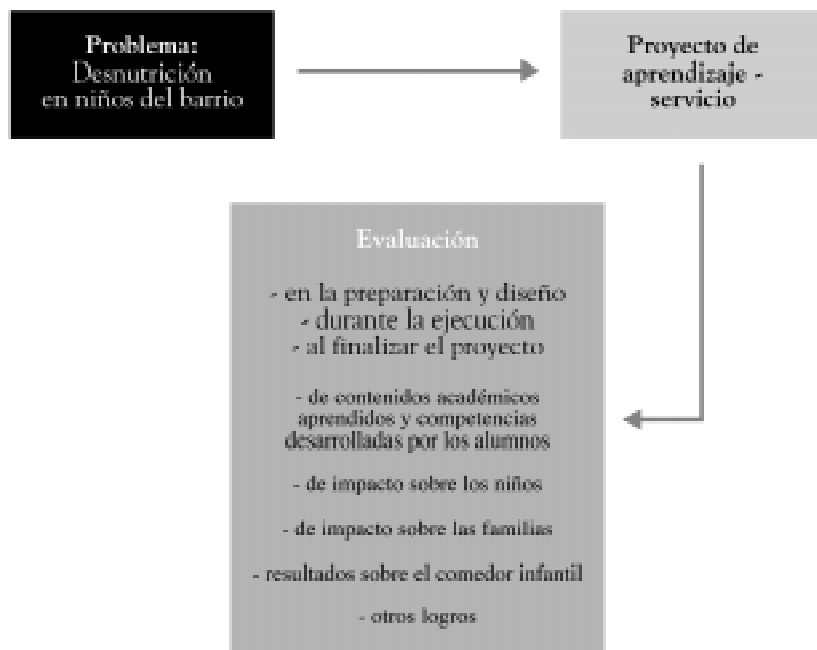 Problema:
Desnutrición
en niños del barrio
Proyecto de
aprendizaje -
servicio
Evaluación
- en la preparación y diseño
- durante la ejecución
- al finalizar el proyecto
- de contenidos académicos
aprendidos y competencias
desarrolladas por los alumnos
- de impacto sobre los niños
- de impacto sobre las familias
- resultados sobre el comedor infantil
- otros logros